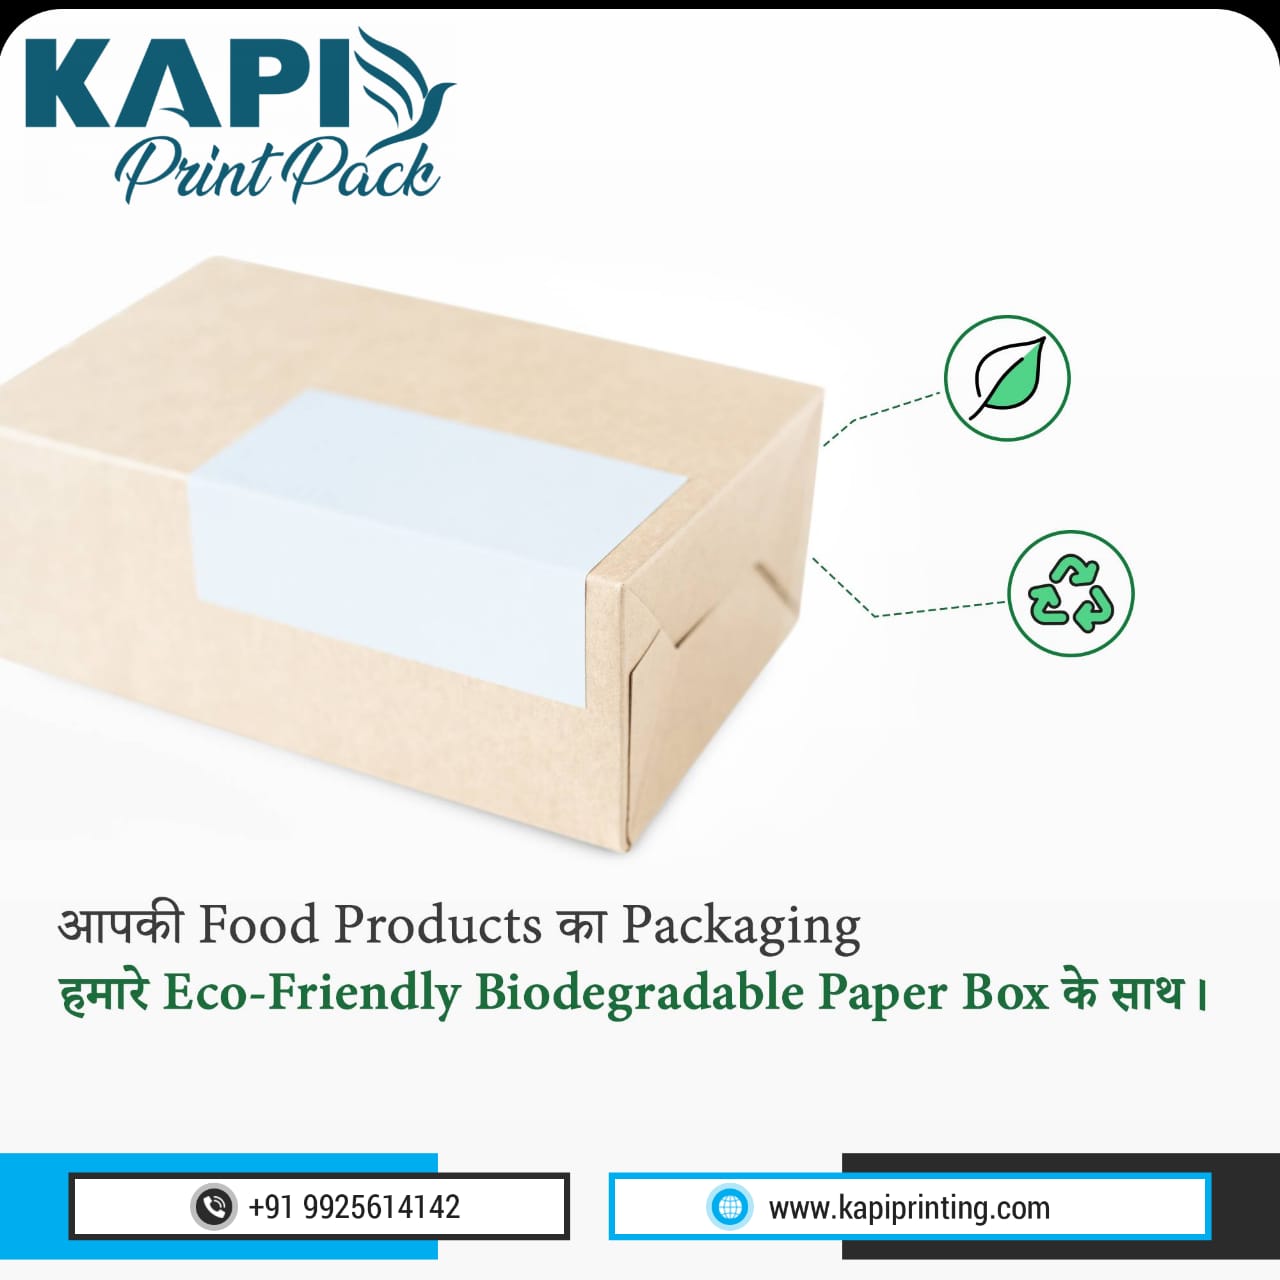 KAPI
Print Pack
आपकी Food Products का Packaging
हमारे Eco-Friendly Biodegradable Paper Box के साथ।
+91 9925614142
www.kapiprinting.com